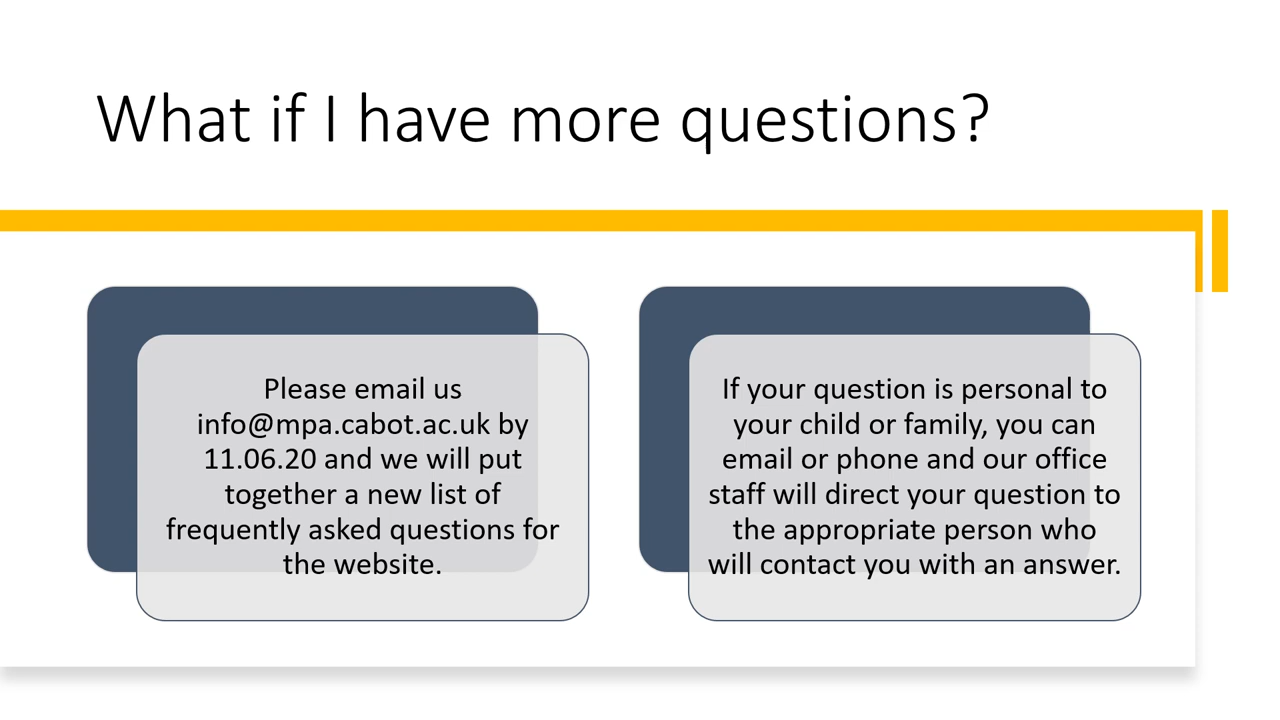 What if I have more questions?
Please email us
info@mpa.cabot.ac.uk by
11.06.20 and we will put
together a new list of
frequently asked questions for
the website.
If your question is personal to
your child or family, you can
email or phone and our office
staff will direct your question to
the appropriate person who
will contact you with an answer.